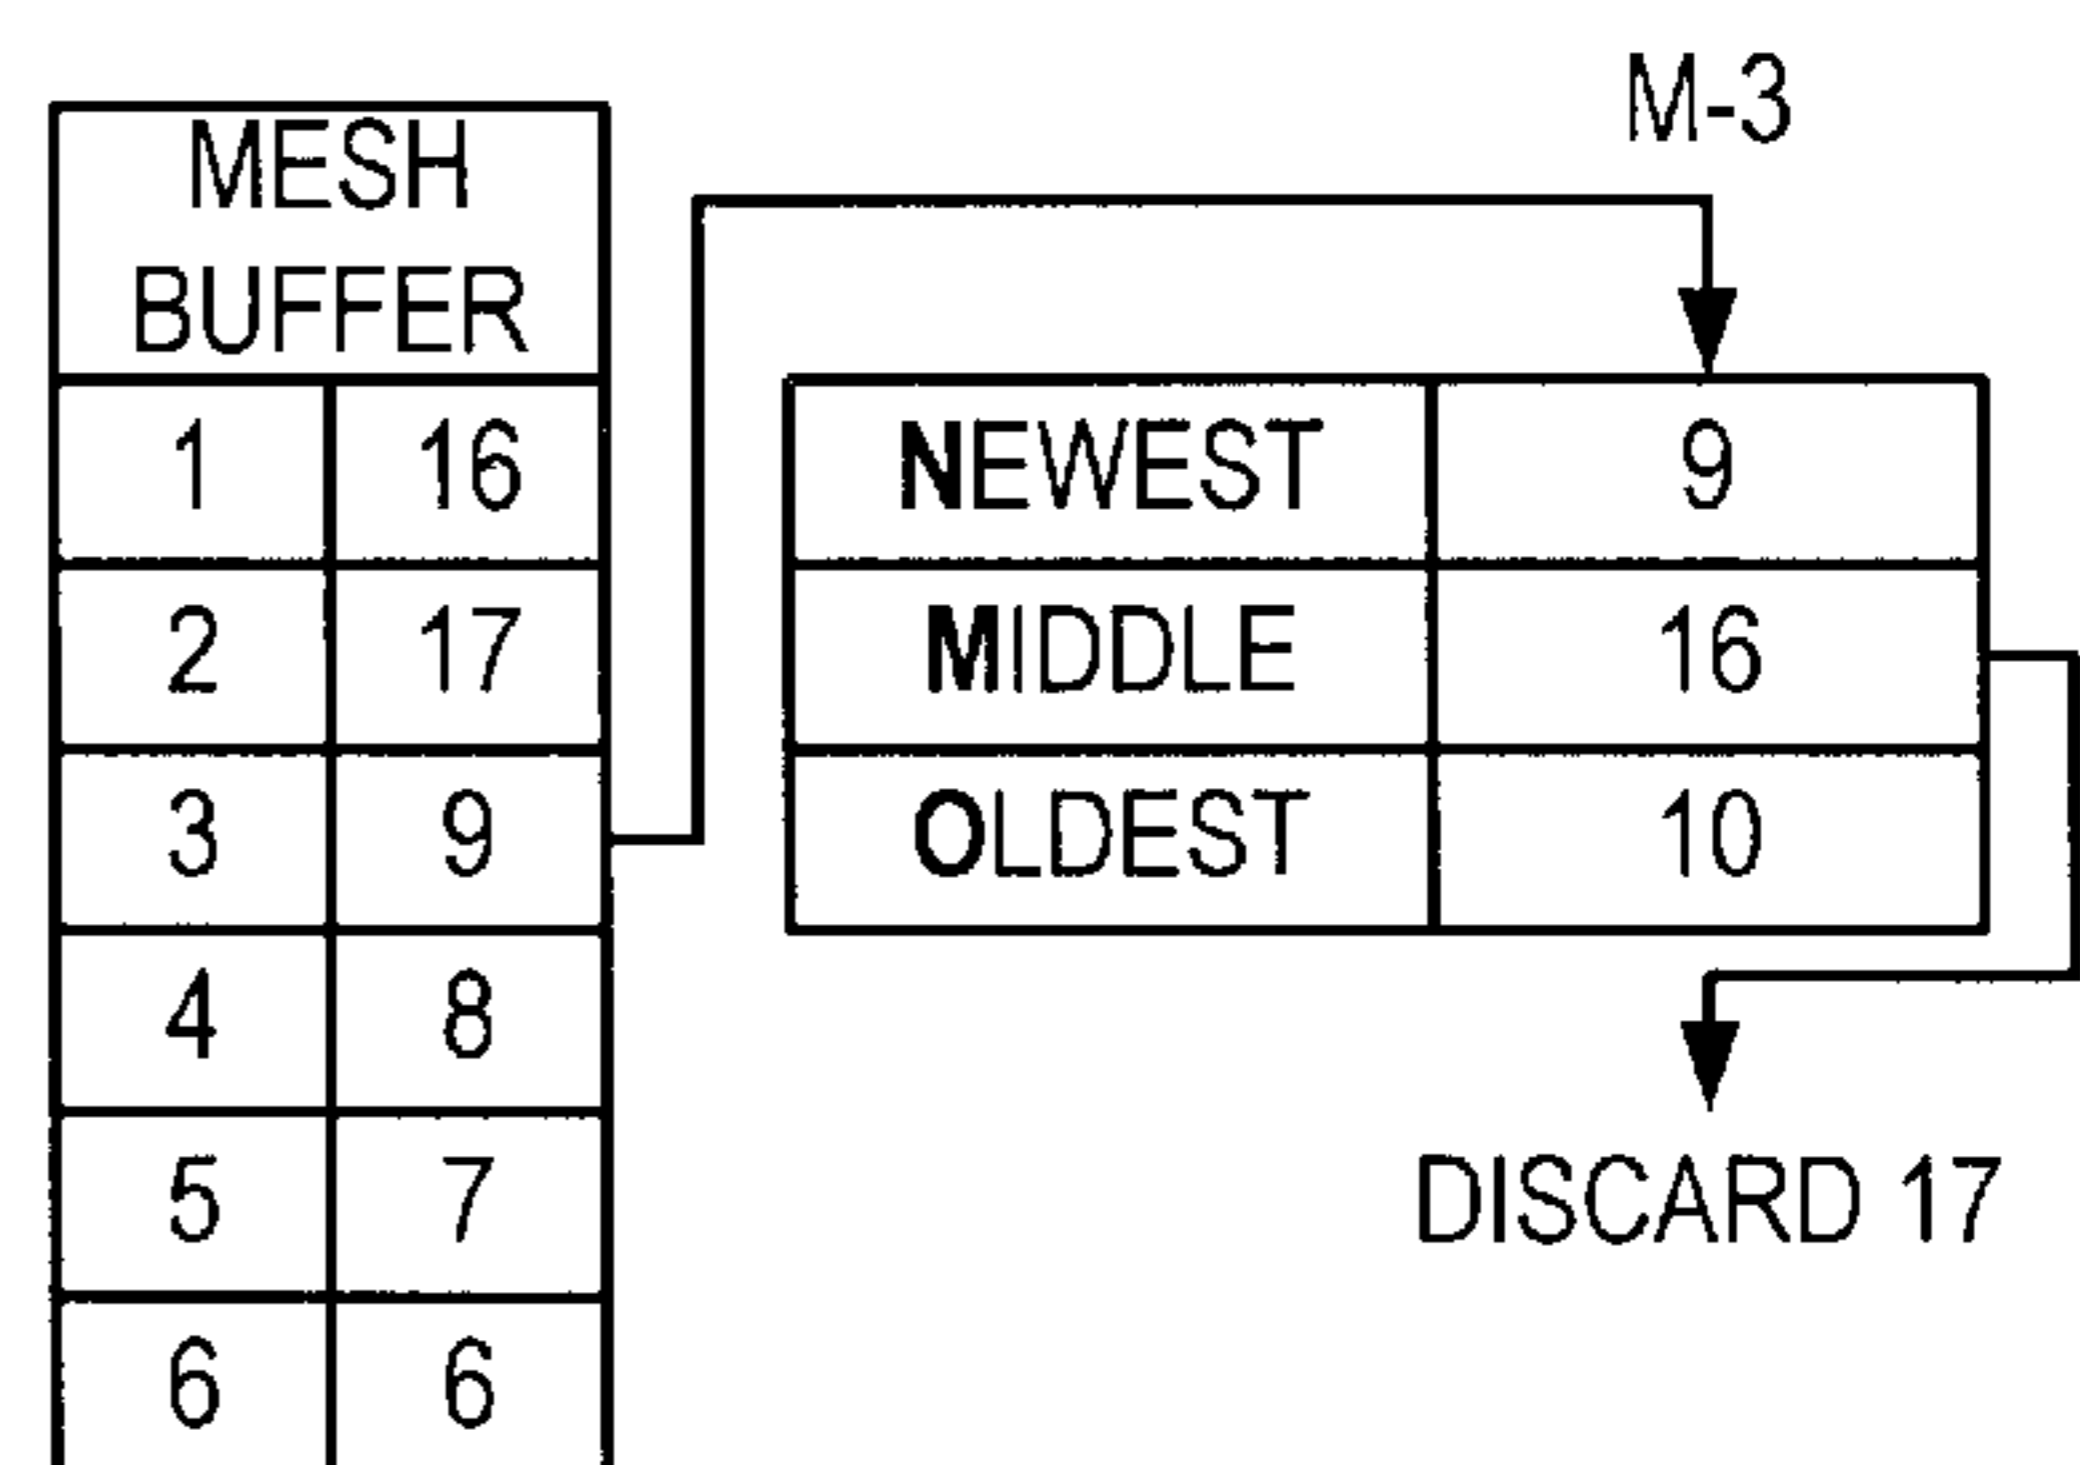 M-3
MESH
BUFFER
1 16
2 17
3 9
4 8
5 7
6 6
NEWEST 9
MIDDLE 16
OLDEST 10
DISCARD 17